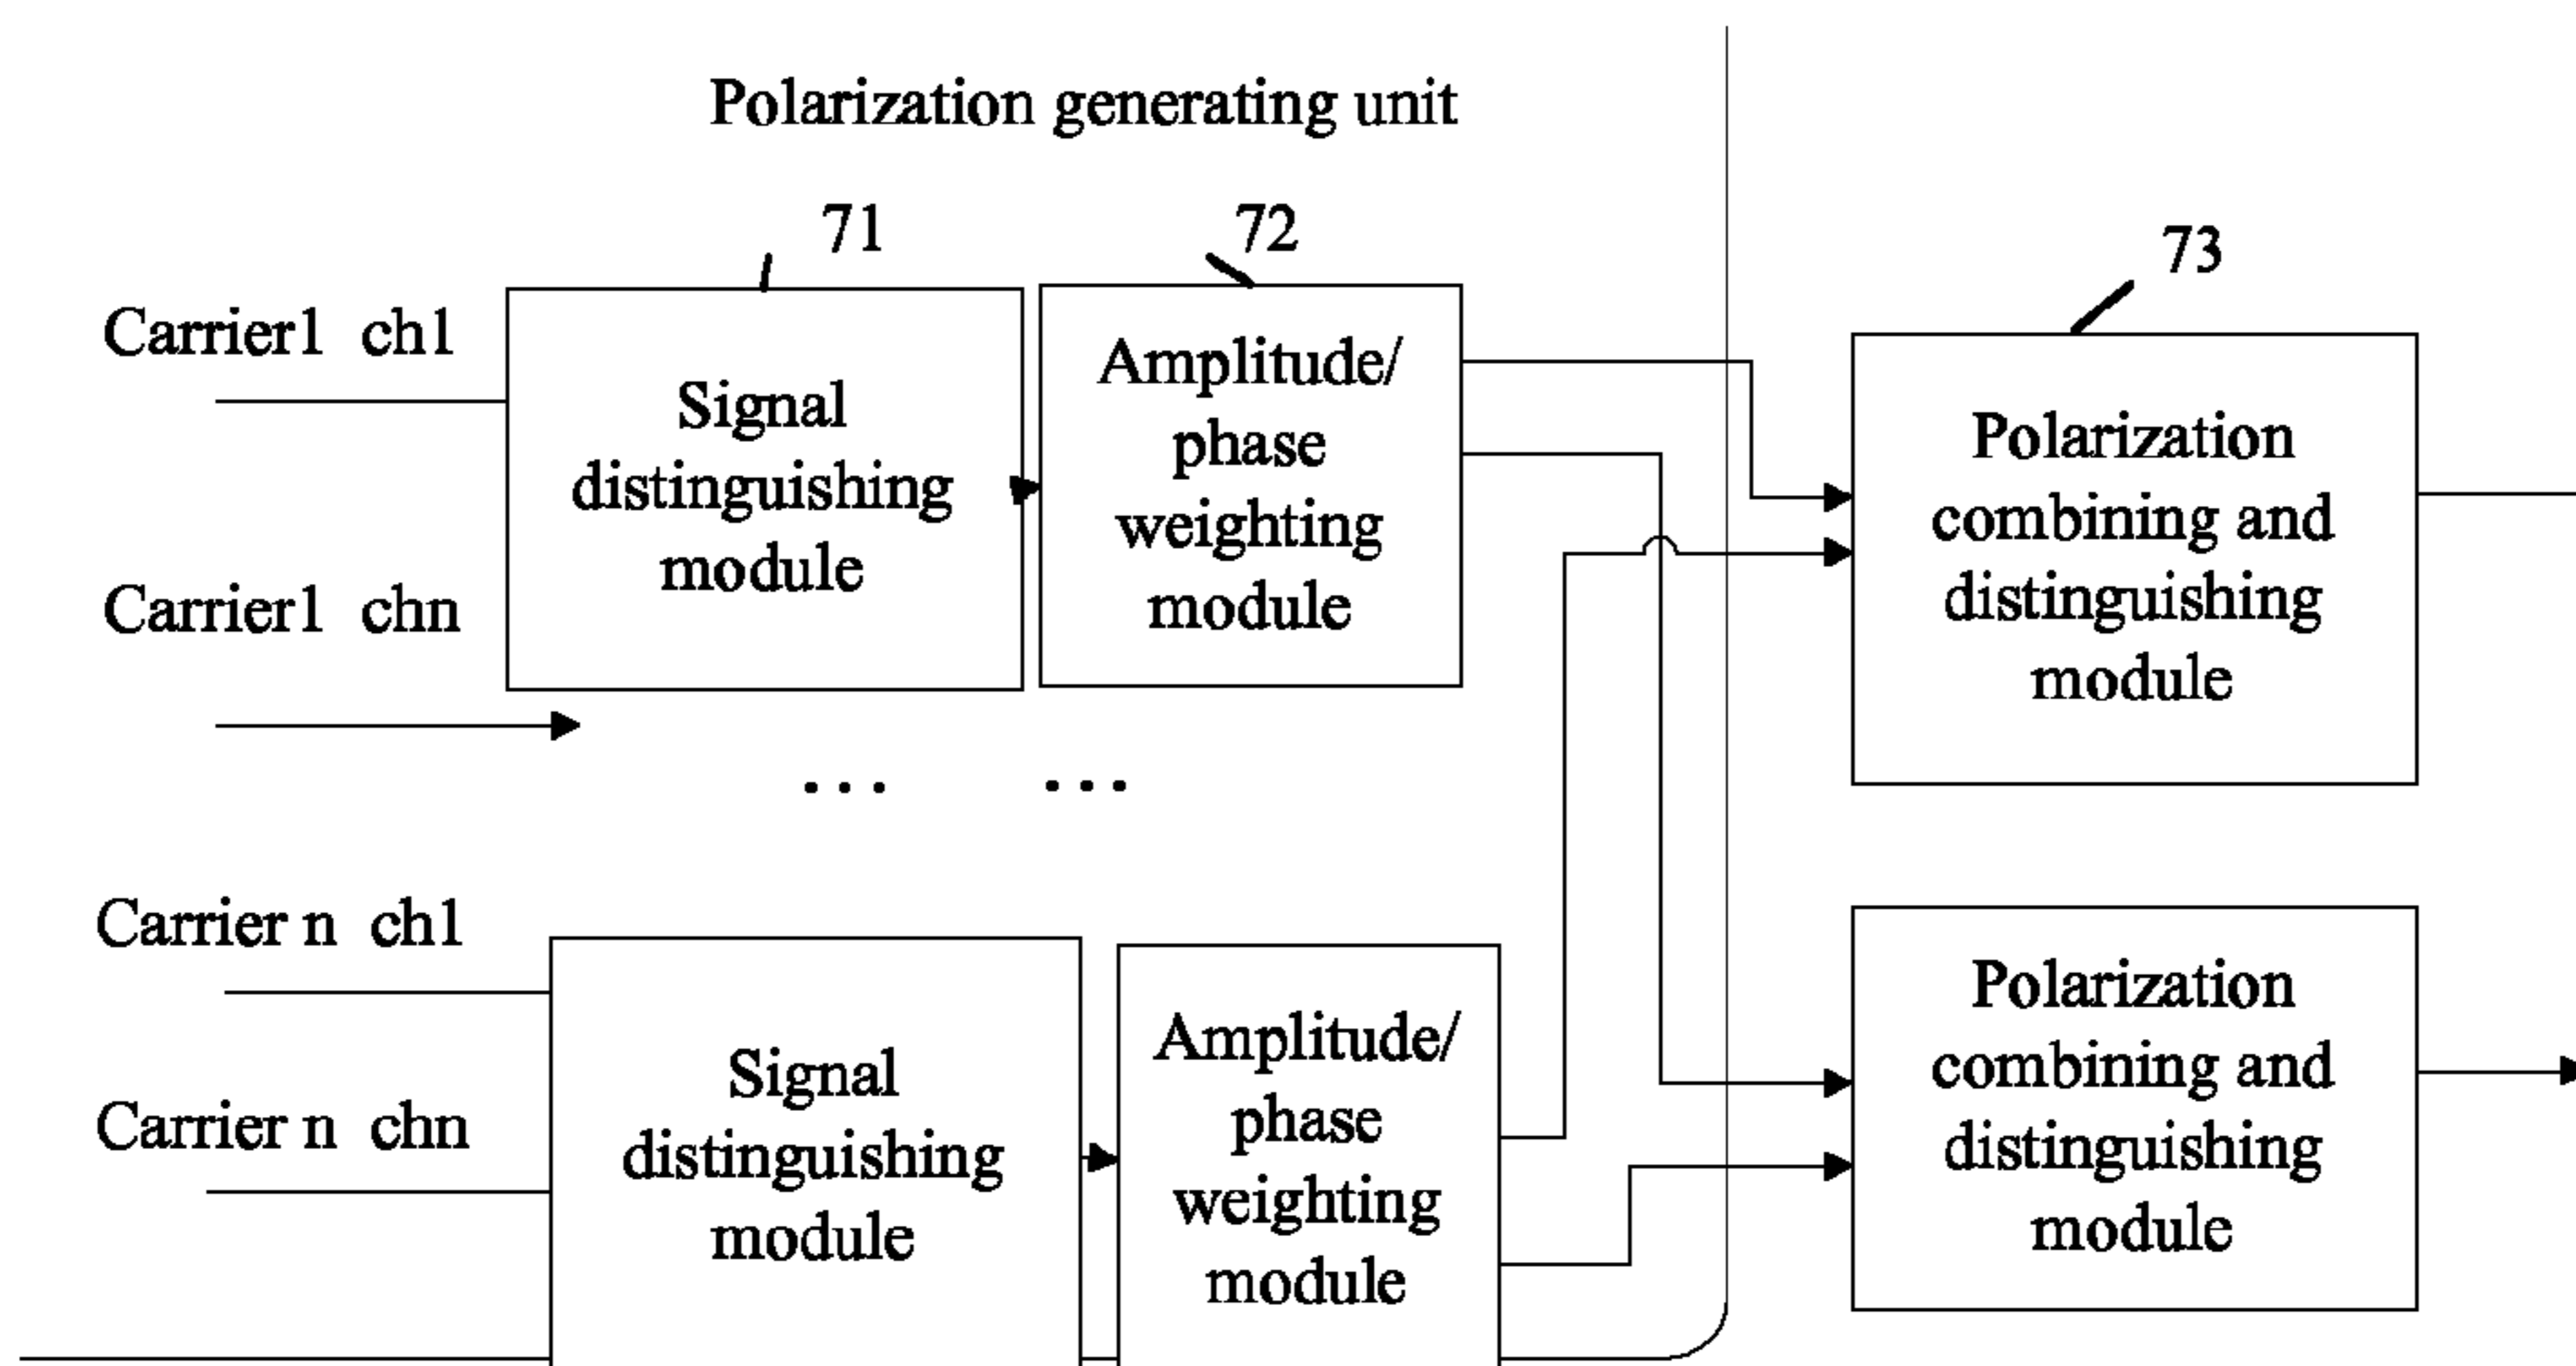 Polarization generating unit
71
72
73
Carrier1 ch1
Signal
distinguishing
module
Amplitude/
phase
weighting
module
Polarization
combining and
distinguishing
module
Carrier1 chn
... ...
Carrier n ch1
Carrier n chn
Signal
distinguishing
module
Amplitude/
phase
weighting
module
Polarization
combining and
distinguishing
module